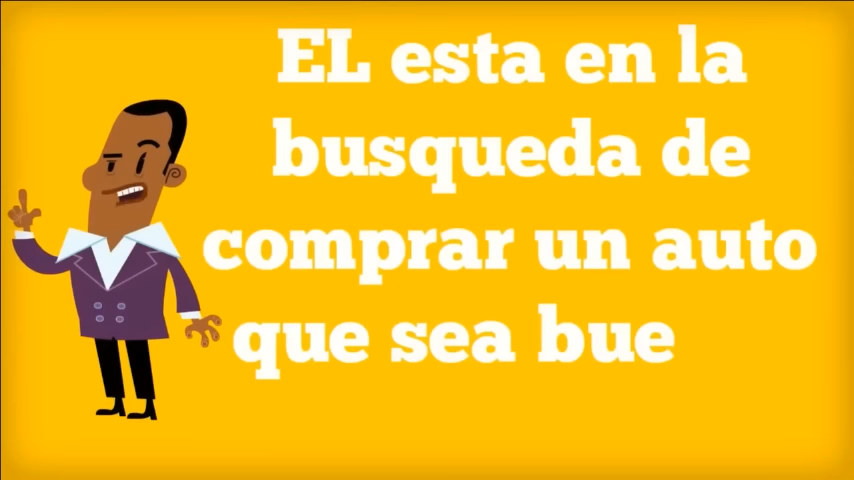 EL esta en la
busqueda de
comprar un auto
que sea bue